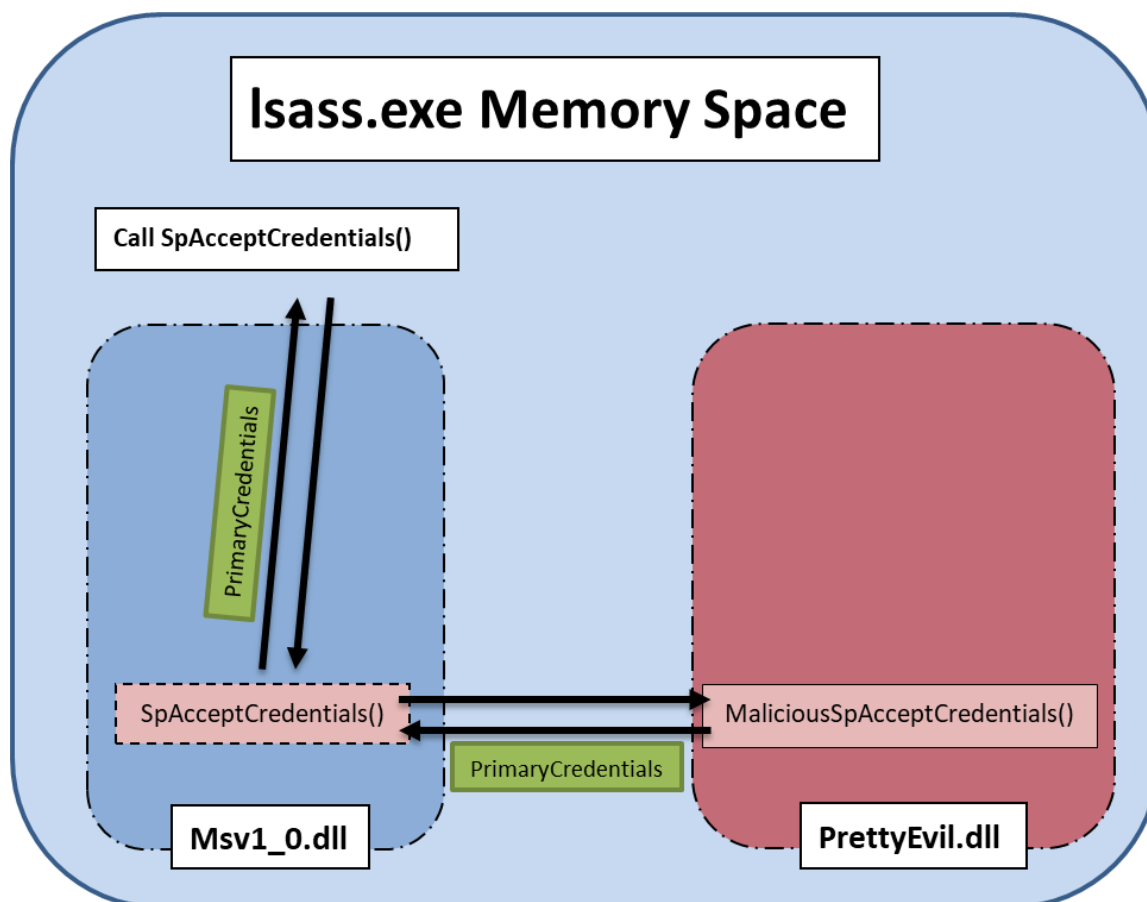 lsass.exe Memory Space
Call SpAcceptCredentials()
PrimaryCredentials
SpAcceptCredentials()
MaliciousSpAcceptCredentials()
PrimaryCredentials
Msv1_0.dll
PrettyEvil.dll